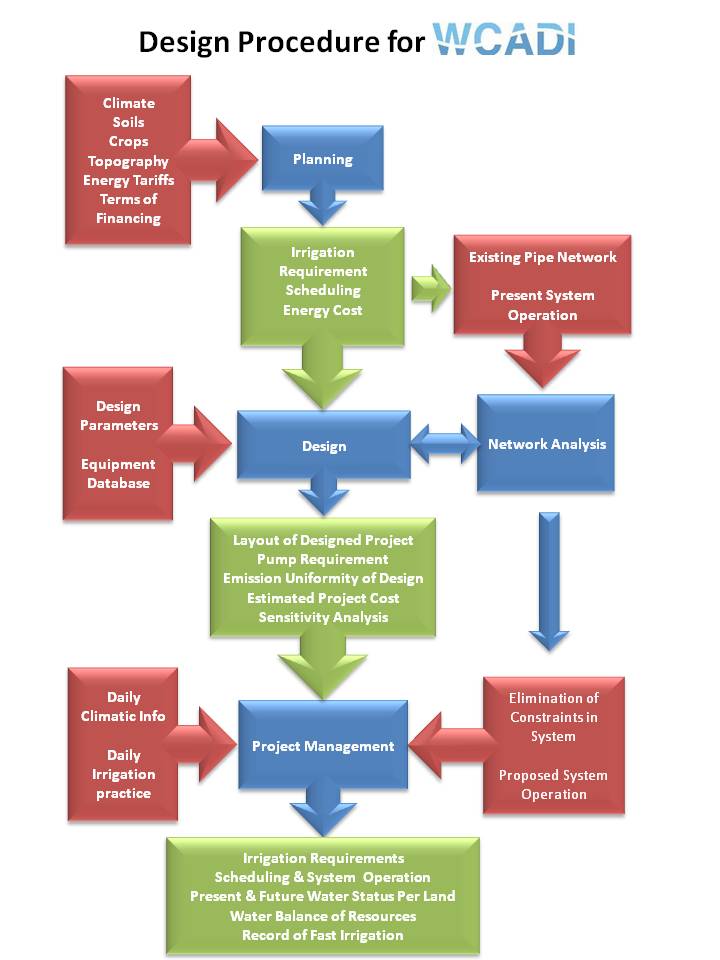 Design Procedure for WCADI
Climate
Soils
Crops
Topography
Energy Tariffs
Terms of
Financing
Planning
Irrigation
Requirement
Scheduling
Energy Cost
Existing Pipe Network
Present System
Operation
Design
Parameters
Equipment
Database
Design
Network Analysis
Layout of Designed Project
Pump Requirement
Emission Uniformity of Design
Estimated Project Cost
Sensitivity Analysis
Daily
Climatic Info
Daily
Irrigation
practice
Project Management
Elimination of
Constraints in
System
Proposed System
Operation
Irrigation Requirements
Scheduling & System Operation
Present & Future Water Status Per Land
Water Balance of Resources
Record of Fast Irrigation